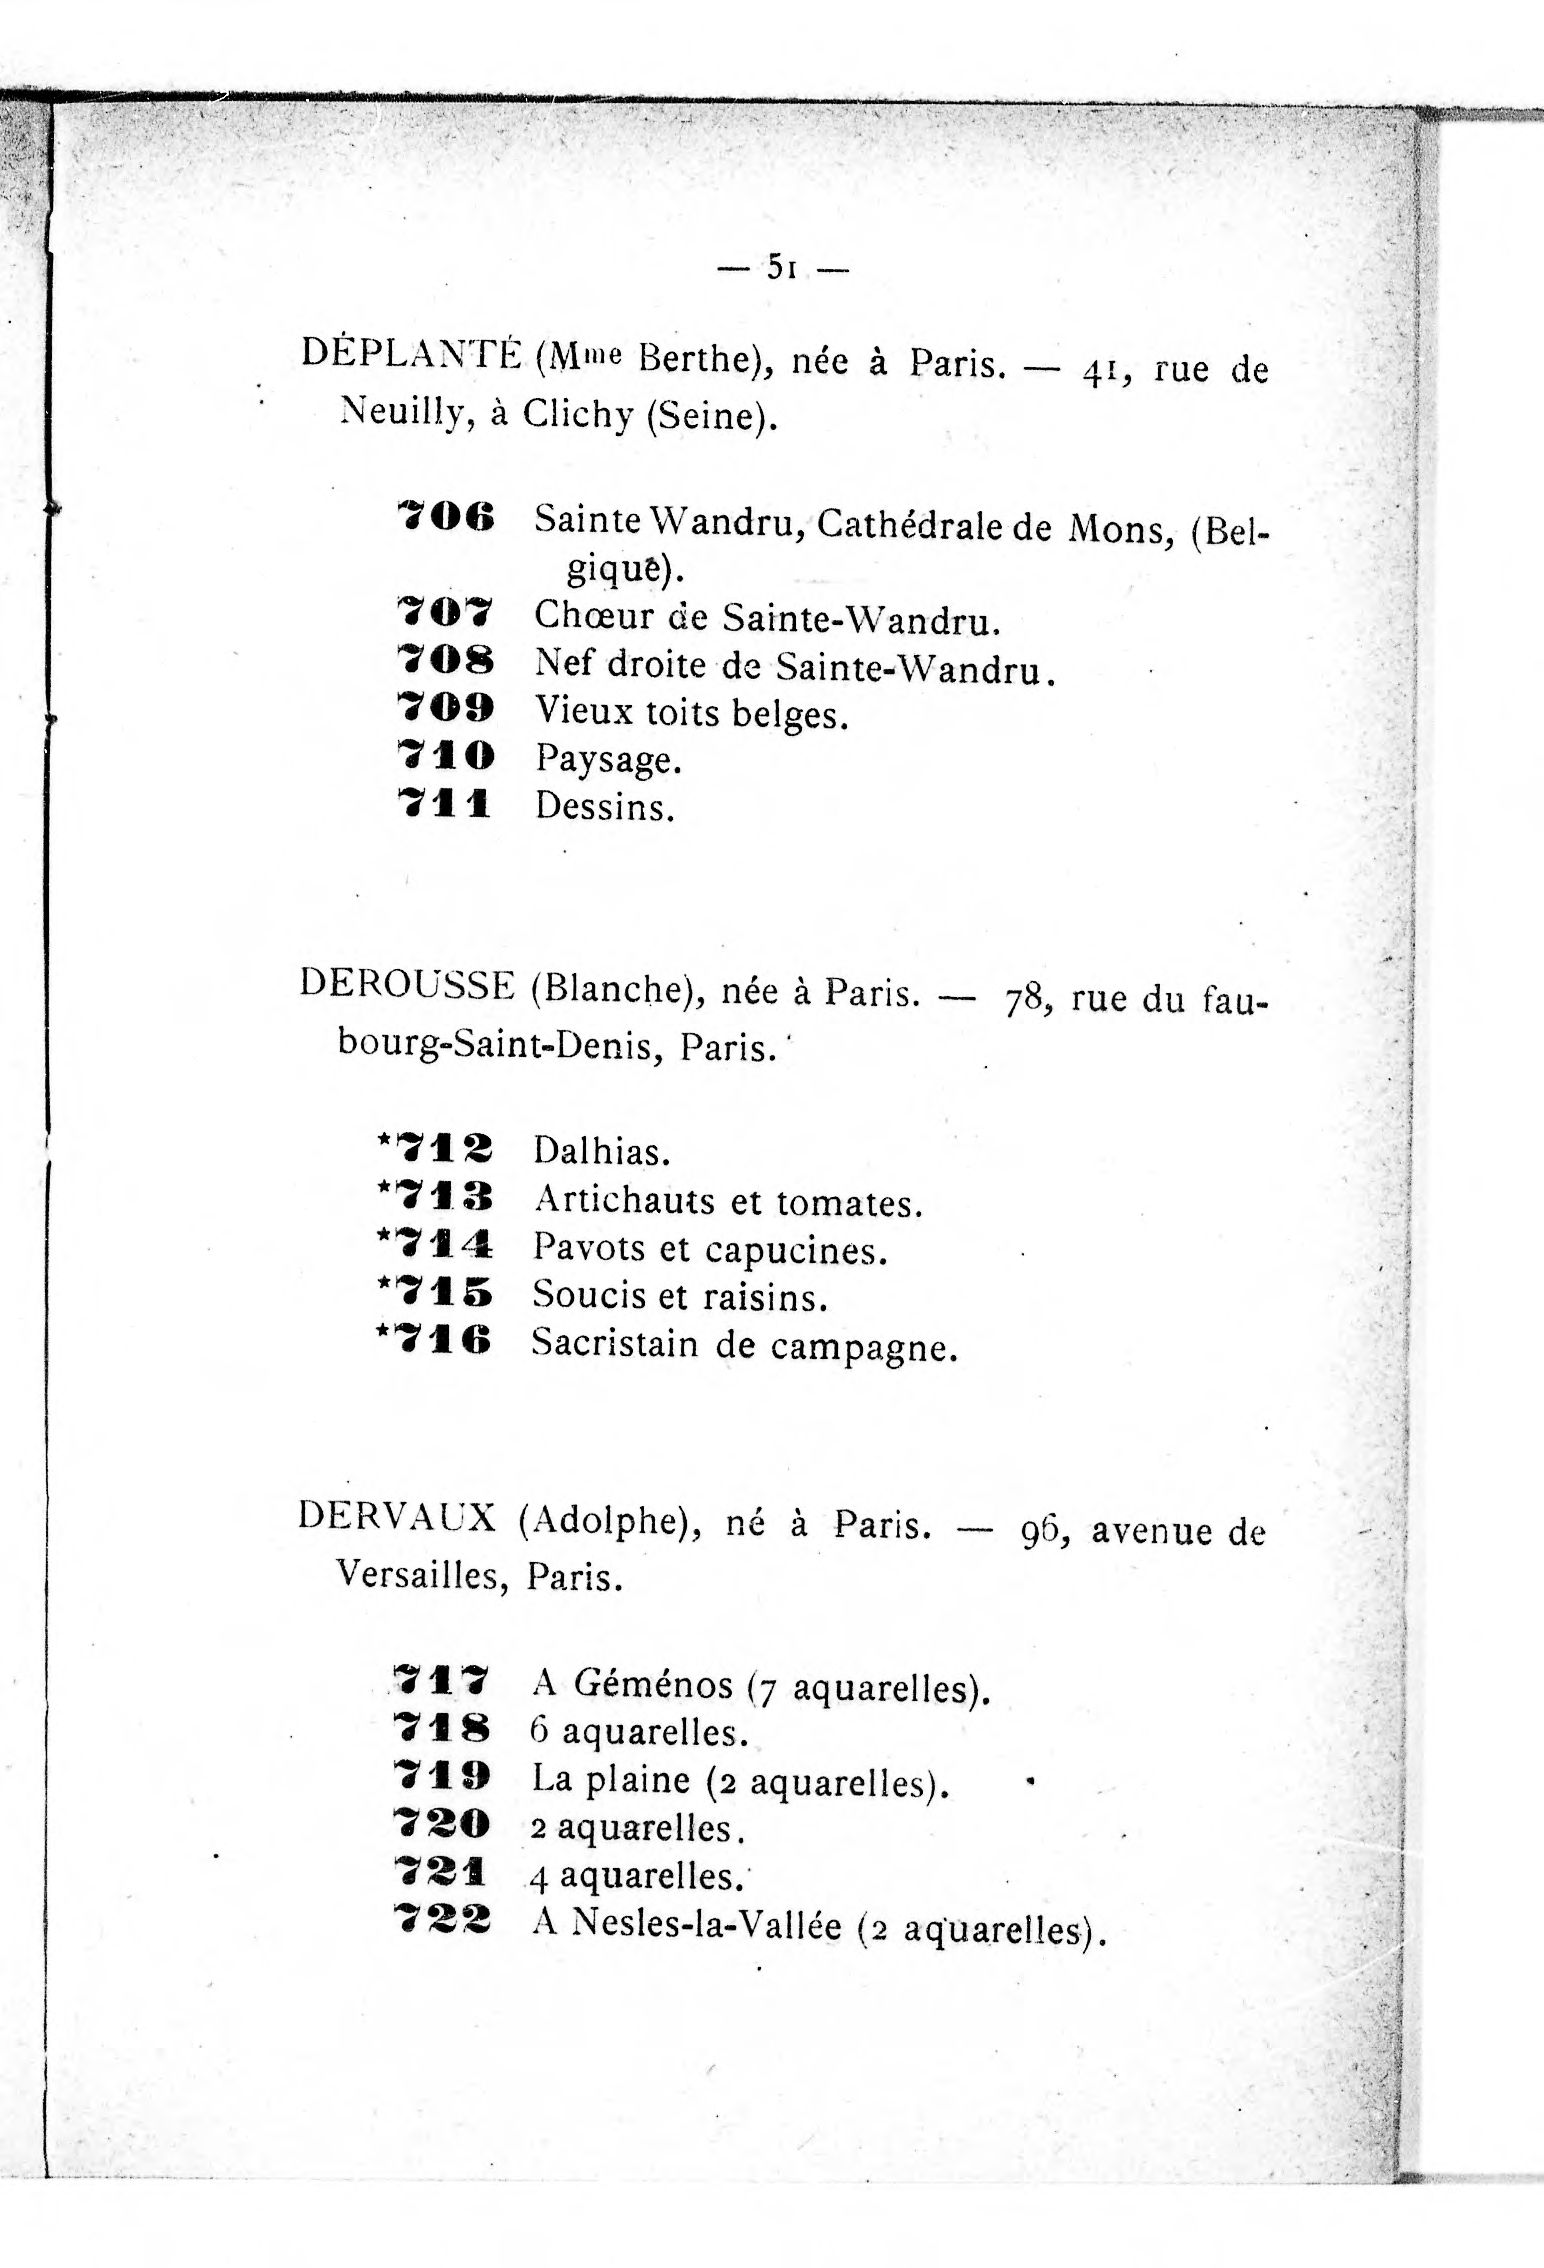 — 51 —
DÉPLANTÉ (Mme Berthe), née à Paris. — 41, rue de
Neuilly, à Clichy (Seine).
706 Sainte Wandru, Cathédrale de Mons, (Bel-
gique).
707 Chœur de Sainte-Wandru.
708 Nef droite de Sainte-Wandru.
709 Vieux toits belges.
710 Paysage.
711 Dessins.
DEROUSSE (Blanche), née à Paris. — 78, rue du fau-
bourg-Saint-Denis, Paris.
*712 Dalhias.
*713 Artichauts et tomates.
*714 Pavots et capucines.
*715 Soucis et raisins.
*716 Sacristain de campagne.
DERVAUX (Adolphe), né à Paris. — 96, avenue de
Versailles, Paris.
717 A Géménos (7 aquarelles).
718 6 aquarelles.
719 La plaine (2 aquarelles).
720 2 aquarelles.
721 4 aquarelles.
722 A Nesles-la-Vallée (2 aquarelles).